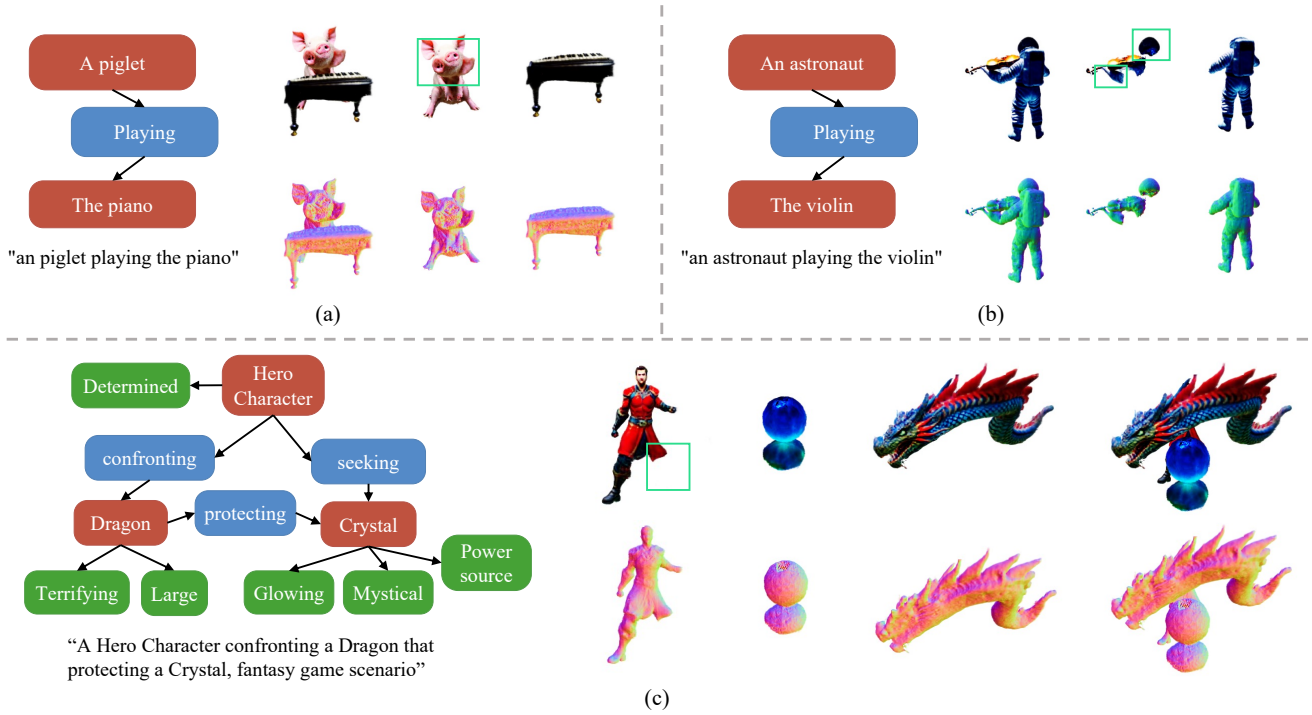 A piglet
Playing
The piano
"an piglet playing the piano"
(a)
An astronaut
Playing
The violin
"an astronaut playing the violin"
(b)
Hero
Character
Determined
confronting
seeking
Dragon
protecting
Crystal
Power
source
Terrifying
Large
Glowing
Mystical
“A Hero Character confronting a Dragon that
protecting a Crystal, fantasy game scenario”
(c)